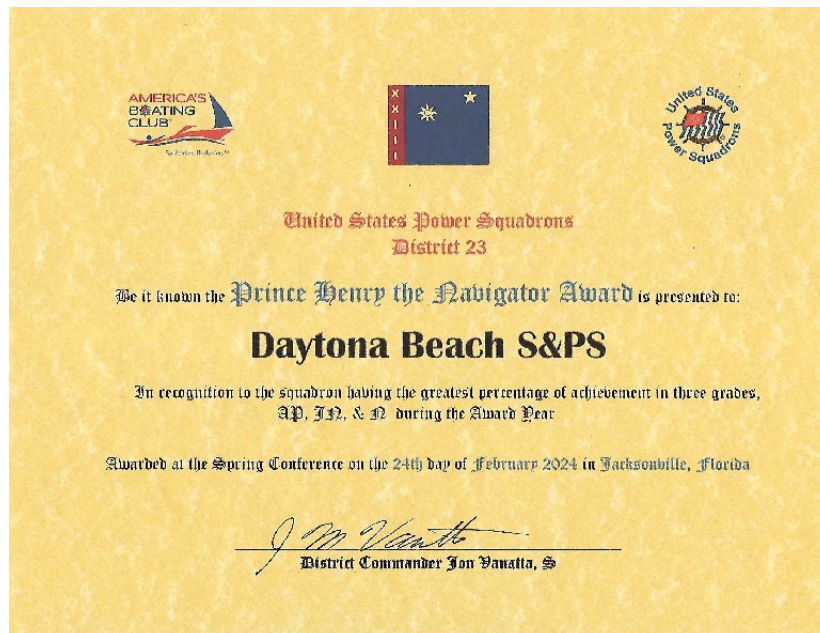 AMERICA'S
BOATING
CLUB
United States
Power Squadrons
XXIII
United States Power Squadrons
District 23
Be it known the Prince Henry the Navigator Award is presented to:
Daytona Beach S&PS
In recognition to the squadron having the greatest percentage of achievement in three grades,
AP, JN, & N during the Award Year
Awarded at the Spring Conference on the 24th day of February 2024 in Jacksonville, Florida
J M Vanatta
District Commander Jon Vanatta, S